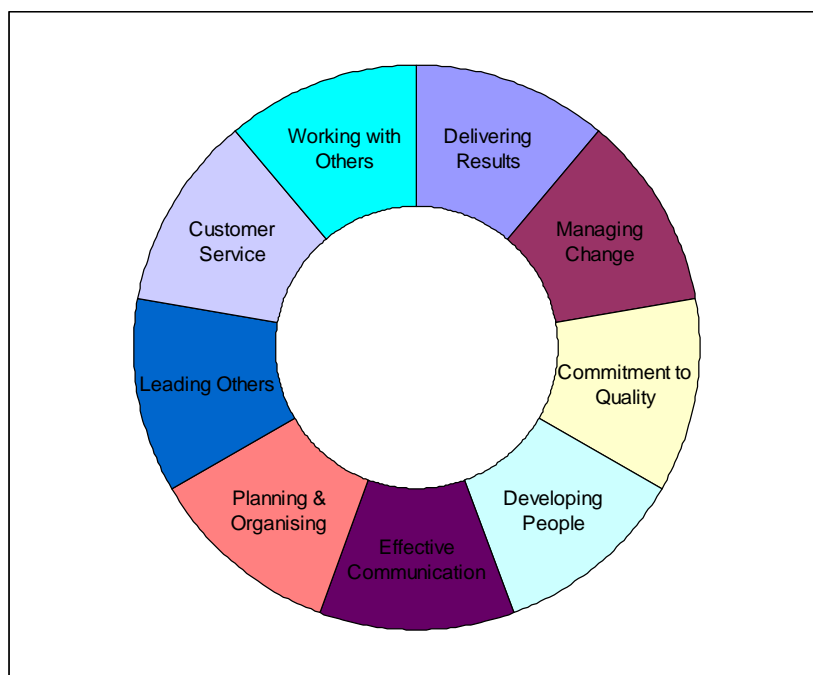 Working with
Others
Delivering
Results
Managing
Change
Commitment to
Quality
Developing
People
Effective
Communication
Planning &
Organising
Leading Others
Customer
Service